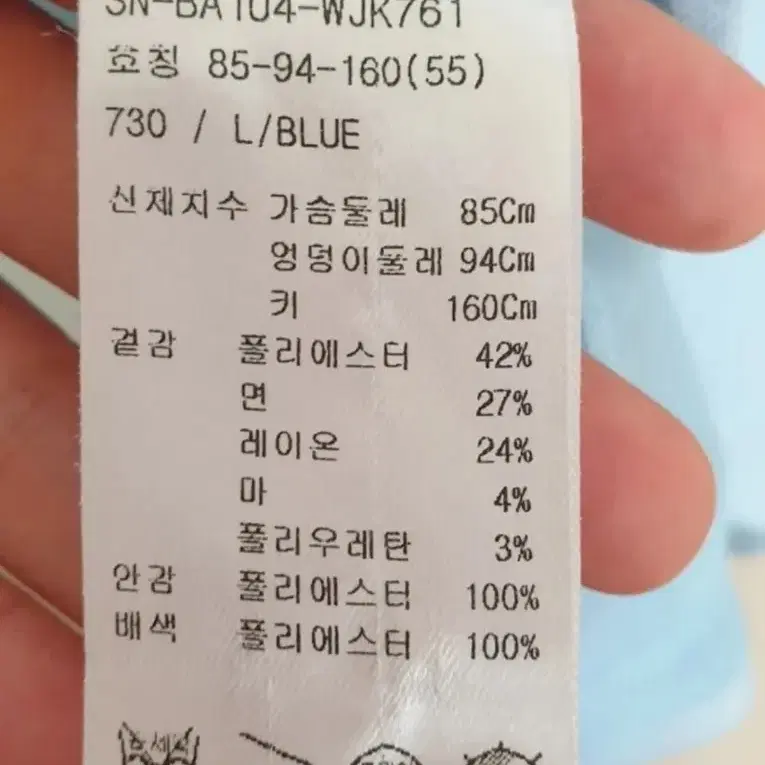 SN-BA104-WJK761
호칭 85-94-160(55)
730 / L/BLUE
신체치수 가슴둘레 85Cm
엉덩이둘레 94Cm
키 160Cm
겉감 폴리에스터 42%
면 27%
레이온 24%
마 4%
폴리우레탄 3%
안감 폴리에스터 100%
배색 폴리에스터 100%